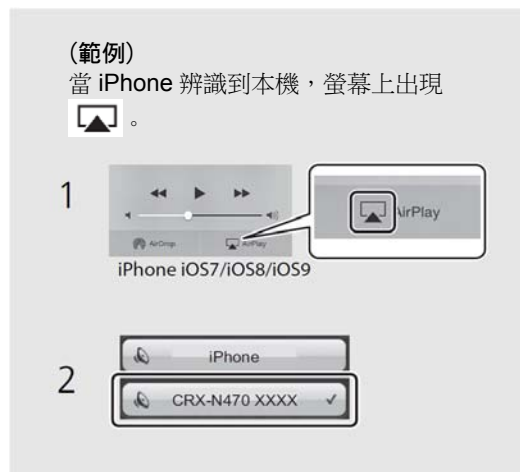 (範例)
當 iPhone 辨識到本機，螢幕上出現
。
1
AirDrop AirPlay
AirPlay
iPhone iOS7/iOS8/iOS9
2
iPhone
CRX-N470 XXXX ✓